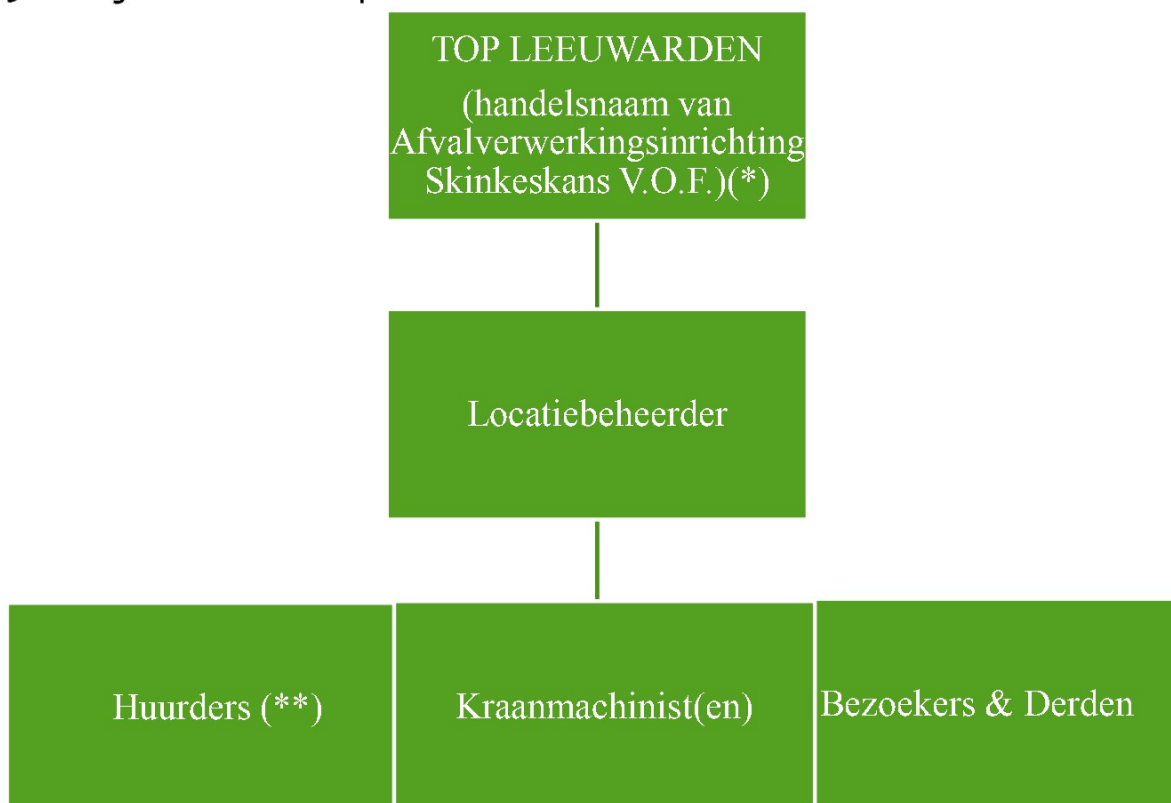 TOP LEEUWARDEN
(handelsnaam van
Afvalverwerkingsinrichting
Skinkeskans V.O.F.)(*)
Locatiebeheerder
Huurders (**)
Kraanmachinist(en)
Bezoekers & Derden